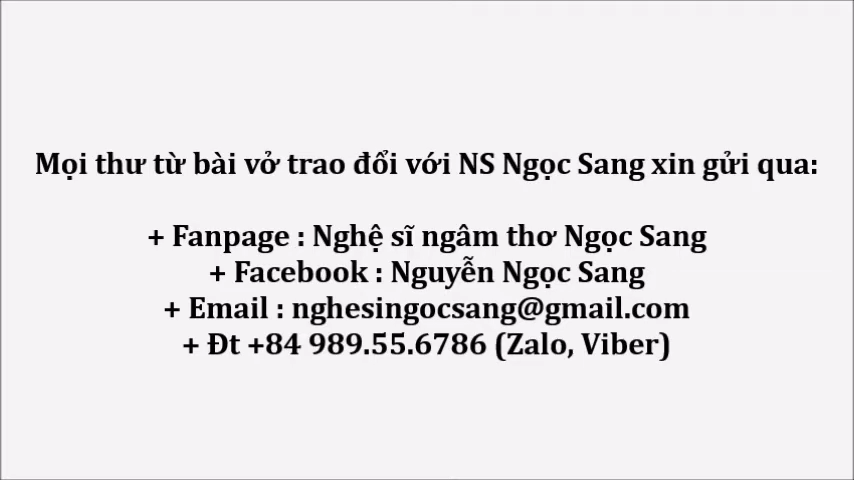 Mọi thư từ bài vở trao đổi với NS Ngọc Sang xin gửi qua:
+ Fanpage : Nghệ sĩ ngâm thơ Ngọc Sang
+ Facebook : Nguyễn Ngọc Sang
+ Email : nghesingocsang@gmail.com
+ Đt +84 989.55.6786 (Zalo, Viber)